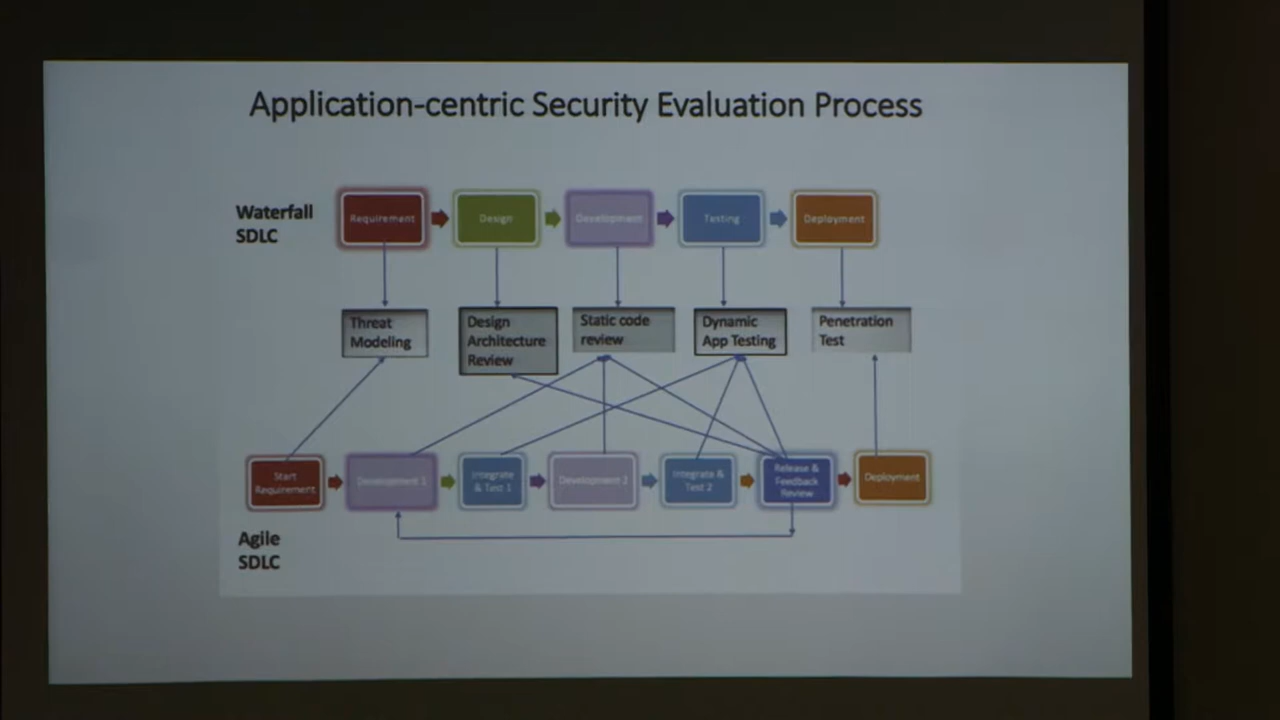 Application-centric Security Evaluation Process
Waterfall
SDLC
Requirement
Design
Development
Testing
Deployment
Threat
Modeling
Design
Architecture
Review
Static code
review
Dynamic
App Testing
Penetration
Test
Start
Requirement
Development 1
Integrate
& Test 1
Development 2
Integrate &
Test 2
Release &
Feedback
Review
Deployment
Agile
SDLC